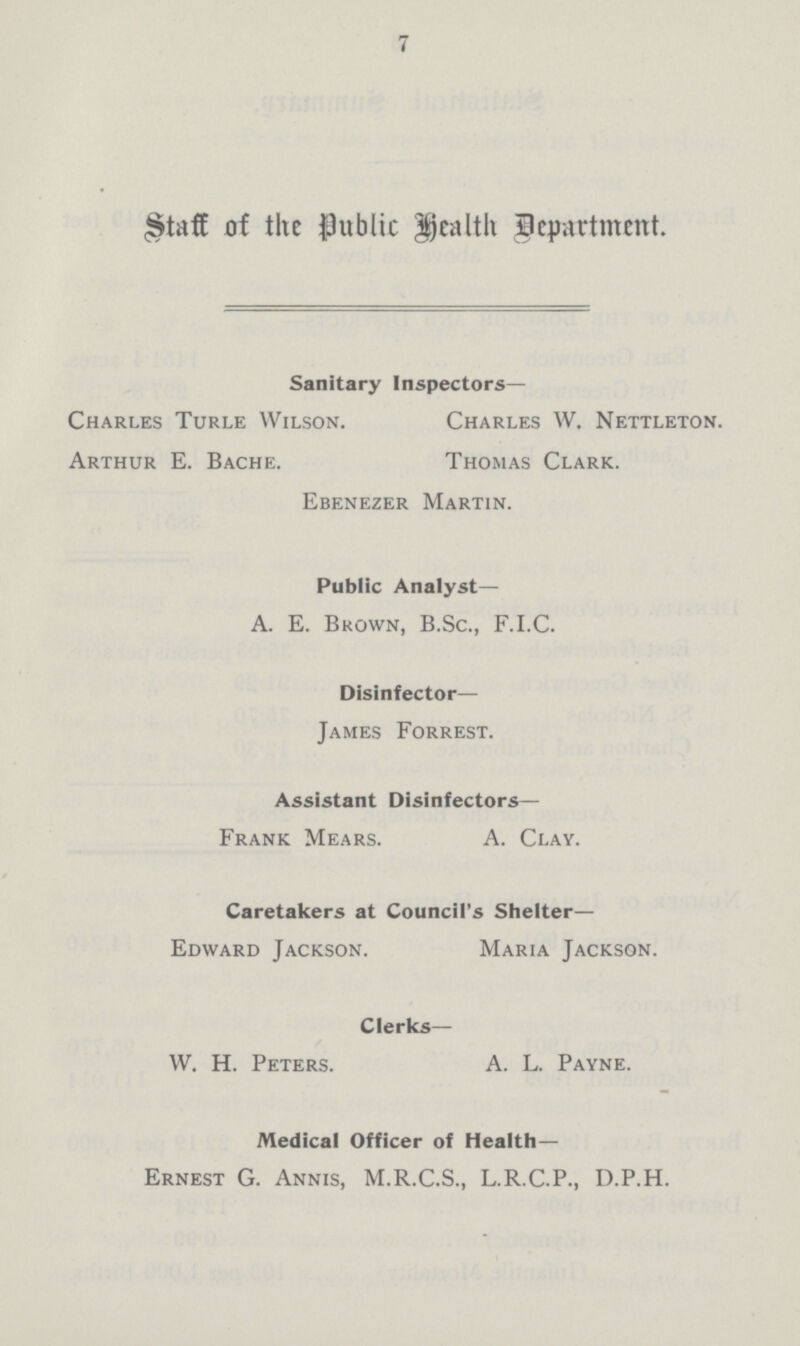 7
Staff of the Public Health Department.
Sanitary Inspectors—
Charles Turle Wilson. Charles W. Nettleton.
Arthur E. Bache. Thomas Clark.
Ebenezer Martin.
Public Analyst—
A. E. Brown, B.Sc., F.I.C.
Disinfector—
James Forrest.
Assistant Disinfectors—
Frank Mears. A. Clay.
Caretakers at Council's Shelter—
Edward Jackson. Maria Jackson.
Clerks—
W. H. Peters. A. L. Payne.
Medical Officer of Health—
Ernest G. Annis, M.R.C.S., L.R.C.P., D.P.H.